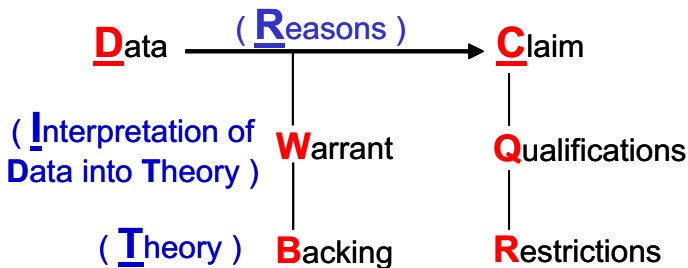 ( Reasons )
Data Claim
( Interpretation of
Data into Theory )
Warrant Qualifications
( Theory ) Backing Restrictions